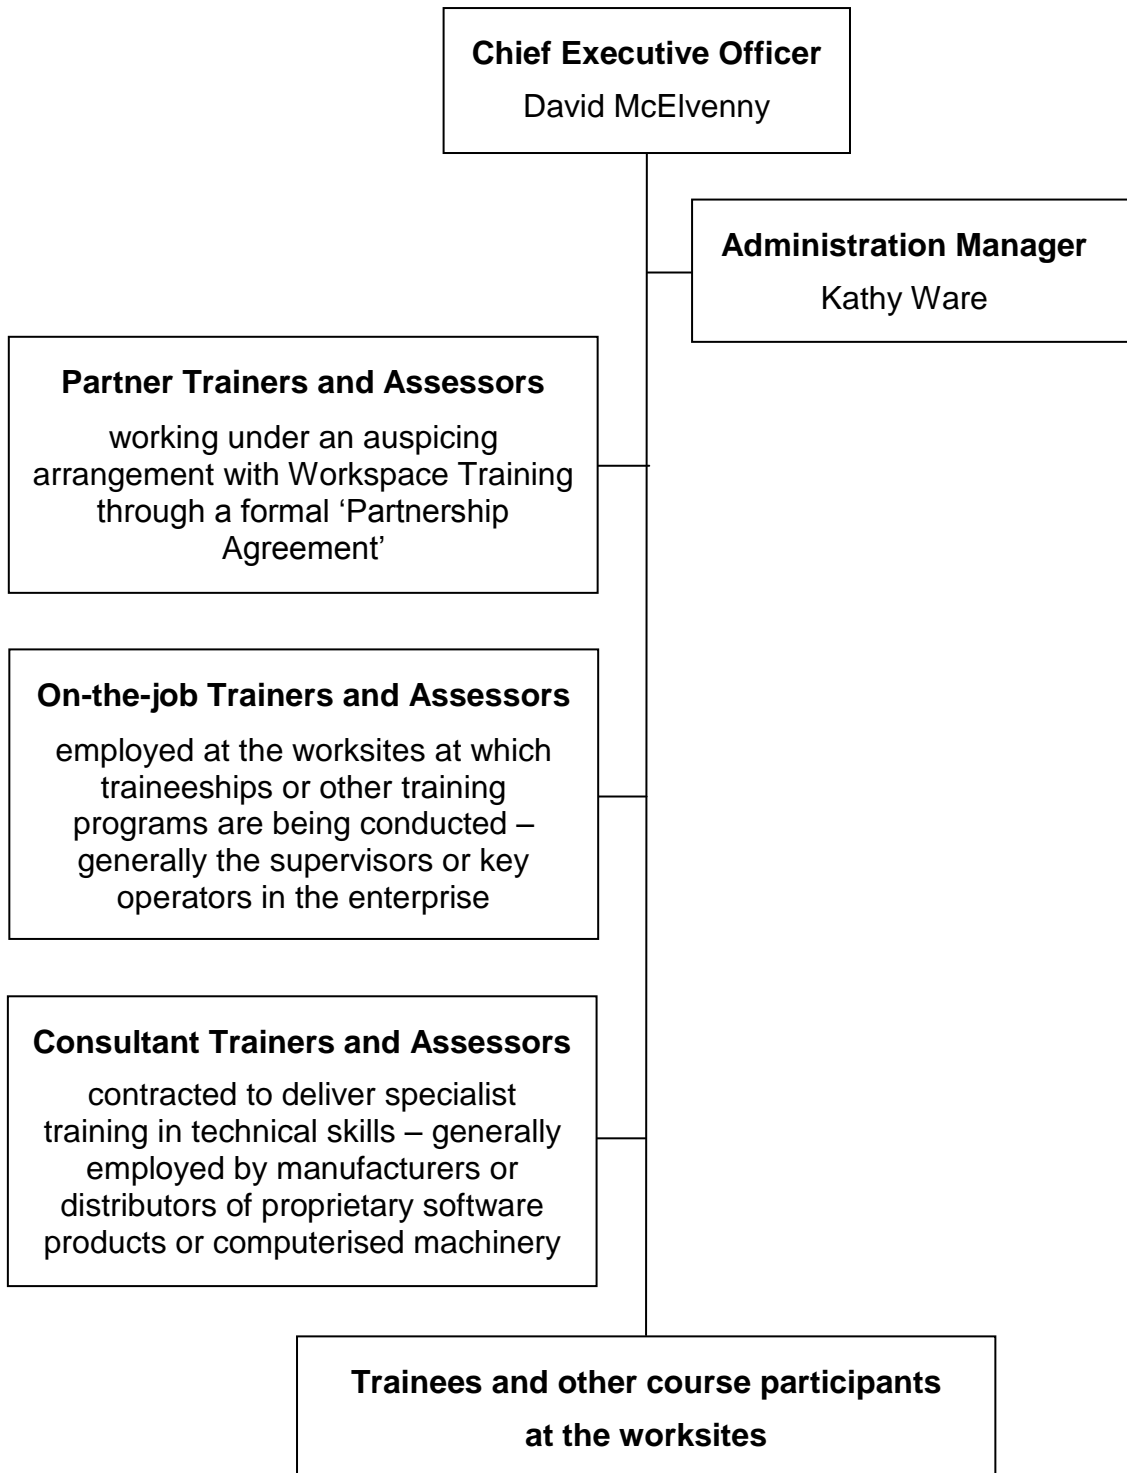 Chief Executive Officer
David McElvenny
Administration Manager
Kathy Ware
Partner Trainers and Assessors
working under an auspicing
arrangement with Workspace Training
through a formal ‘Partnership
Agreement’
On-the-job Trainers and Assessors
employed at the worksites at which
traineeships or other training
programs are being conducted –
generally the supervisors or key
operators in the enterprise
Consultant Trainers and Assessors
contracted to deliver specialist
training in technical skills – generally
employed by manufacturers or
distributors of proprietary software
products or computerised machinery
Trainees and other course participants
at the worksites